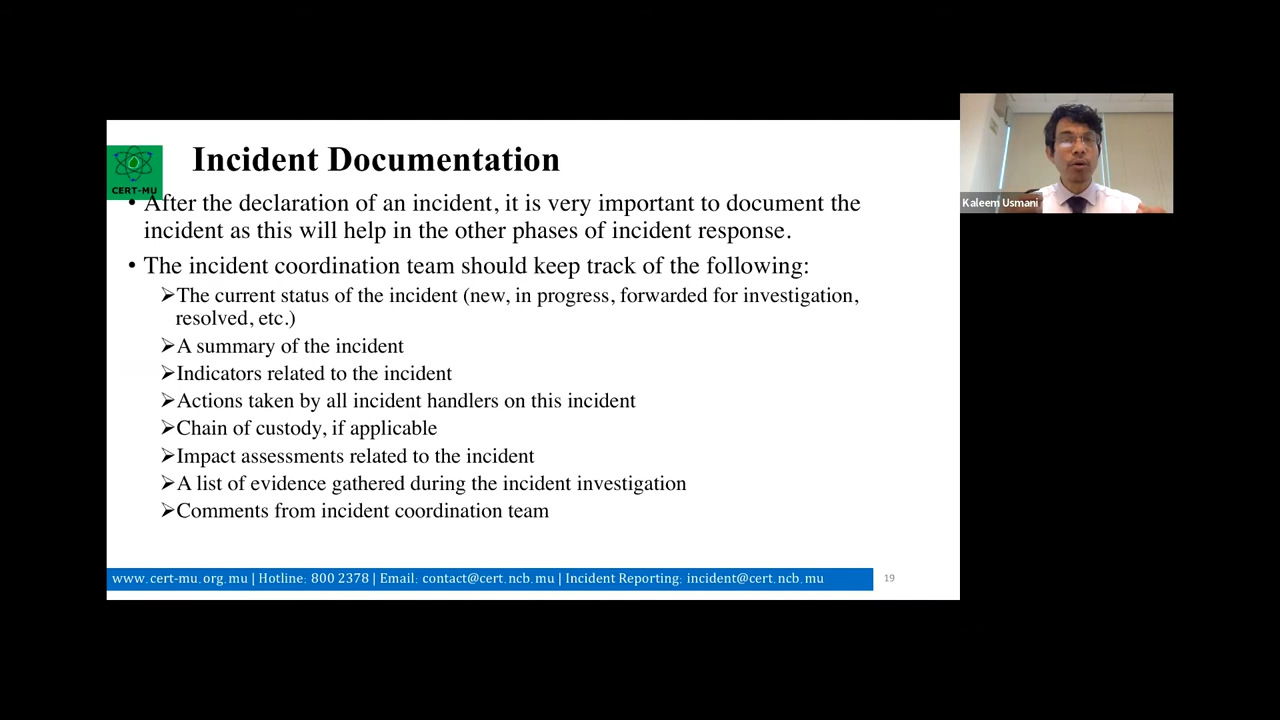 Incident Documentation
CERT-MU
• After the declaration of an incident, it is very important to document the
incident as this will help in the other phases of incident response.
• The incident coordination team should keep track of the following:
➢The current status of the incident (new, in progress, forwarded for investigation,
resolved, etc.)
➢A summary of the incident
➢Indicators related to the incident
➢Actions taken by all incident handlers on this incident
➢Chain of custody, if applicable
➢Impact assessments related to the incident
➢A list of evidence gathered during the incident investigation
➢Comments from incident coordination team
www.cert-mu.org.mu | Hotline: 800 2378 | Email: contact@cert.ncb.mu | Incident Reporting: incident@cert.ncb.mu
19
Kaleem Usmani